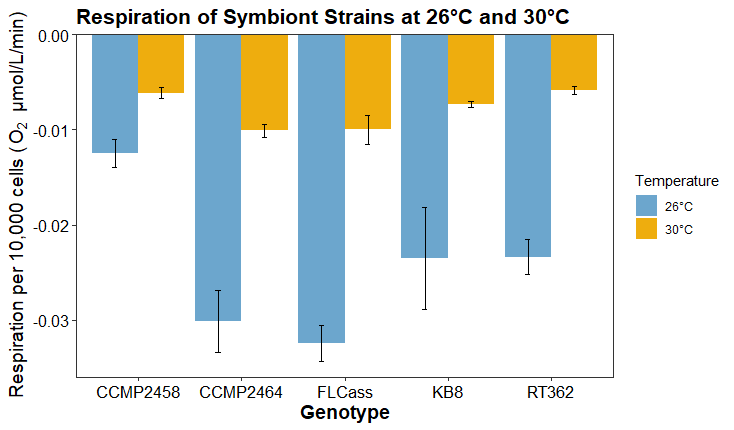 Respiration of Symbiont Strains at 26°C and 30°C
Respiration per 10,000 cells ( O₂  µmol/L/min)
0.00
-0.01
-0.02
-0.03
CCMP2458 CCMP2464 FLCass KB8 RT362
Genotype
Temperature
26°C
30°C